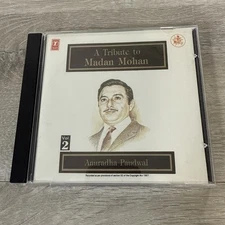 A Tribute to
Madan Mohan
Vol.
2
Anuradha Paudwal